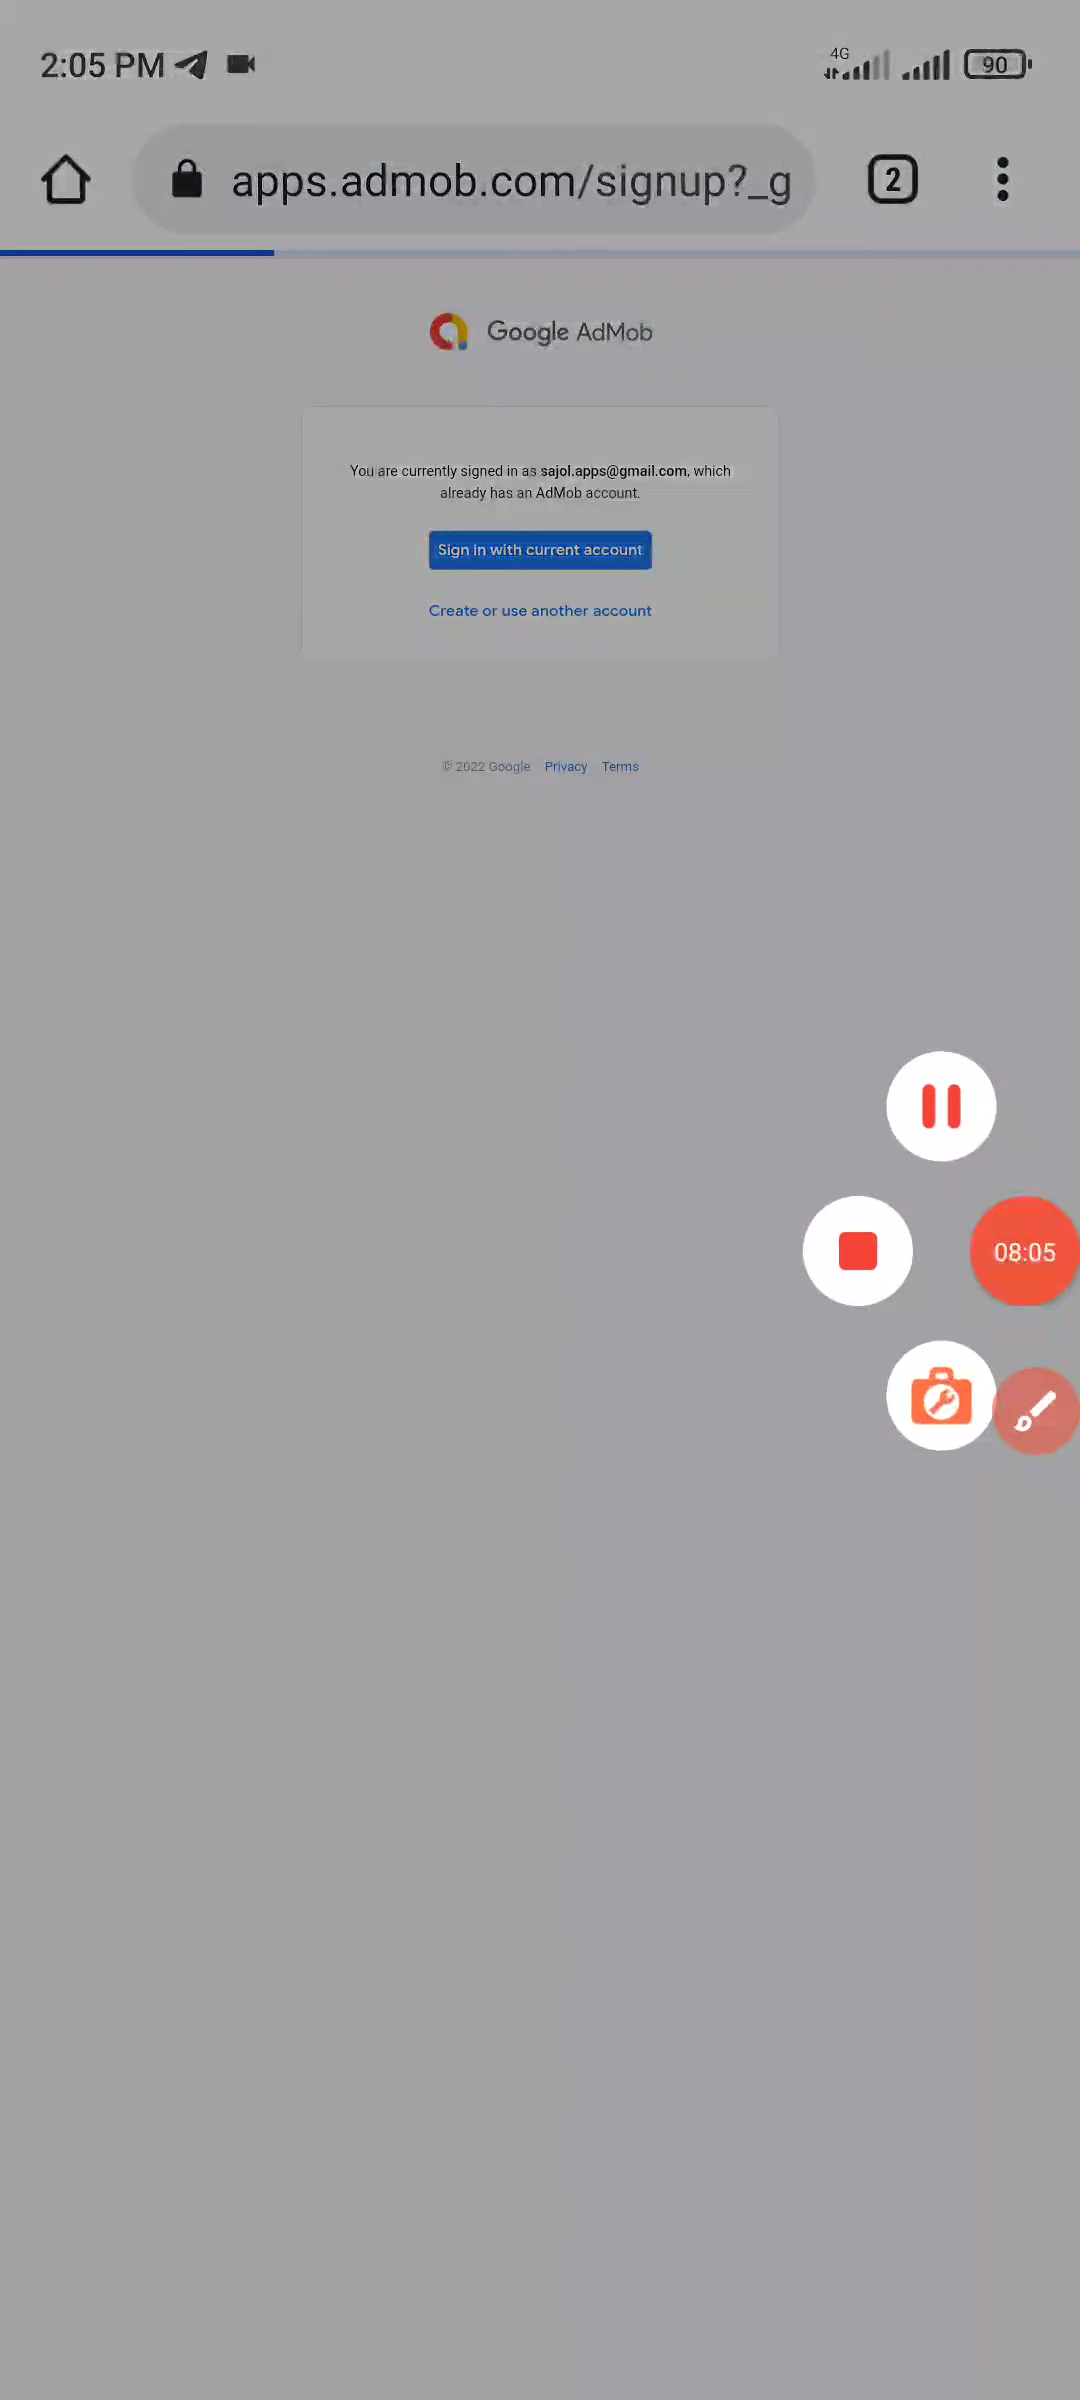 2:05 PM
4G
90
apps.admob.com/signup?_g
2
Google AdMob
You are currently signed in as sajol.apps@gmail.com, which
already has an AdMob account.
Sign in with current account
Create or use another account
© 2022 Google Privacy Terms
08:05